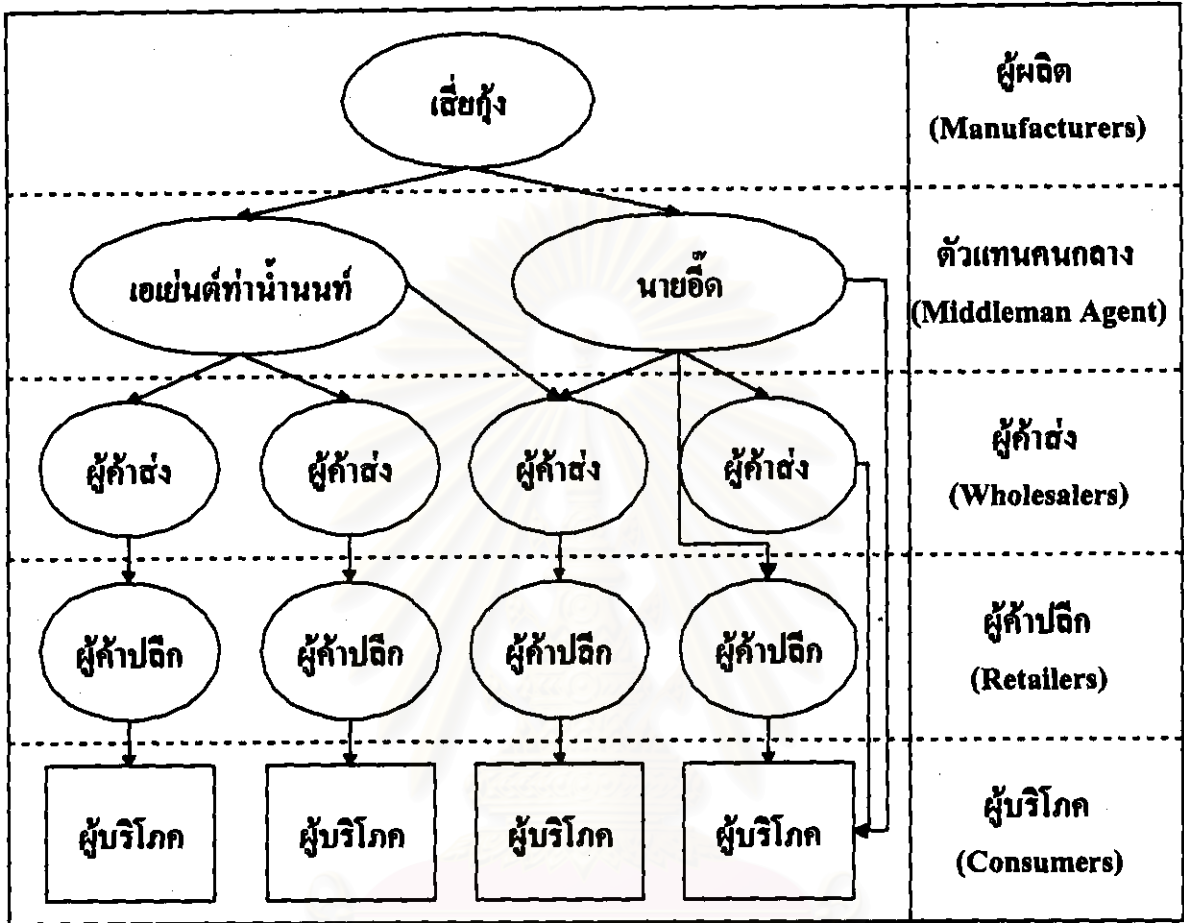 เสี่ยกุ้ง
ผู้ผลิต
(Manufacturers)
เอเย่นต์ท่าน้ำนนท์
นายอี๊ด
ตัวแทนคนกลาง
(Middleman Agent)
ผู้ค้าส่ง
ผู้ค้าส่ง
ผู้ค้าส่ง
ผู้ค้าส่ง
ผู้ค้าส่ง
(Wholesalers)
ผู้ค้าปลีก
ผู้ค้าปลีก
ผู้ค้าปลีก
ผู้ค้าปลีก
ผู้ค้าปลีก
(Retailers)
ผู้บริโภค
ผู้บริโภค
ผู้บริโภค
ผู้บริโภค
ผู้บริโภค
(Consumers)